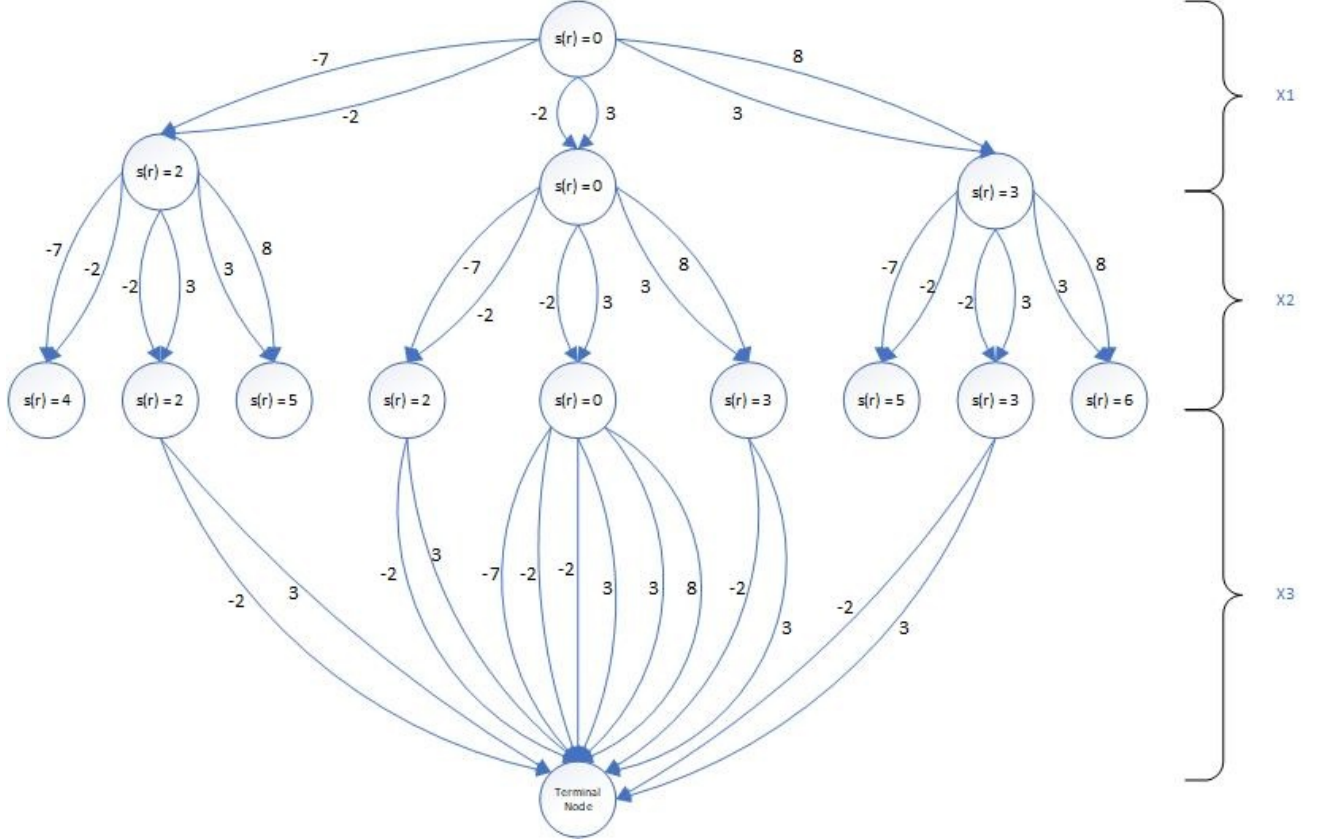 s(r) = 0
-7
8
-2
-2
3
3
X1
s(r) = 2
s(r) = 0
s(r) = 3
-7
-2
-2
3
3
8
-7
-2
-2
3
3
8
-7
-2
-2
3
3
8
X2
s(r) = 4
s(r) = 2
s(r) = 5
s(r) = 2
s(r) = 0
s(r) = 3
s(r) = 5
s(r) = 3
s(r) = 6
-2
3
-2
3
-7
-2
-2
3
3
8
-2
3
-2
3
X3
Terminal
Node